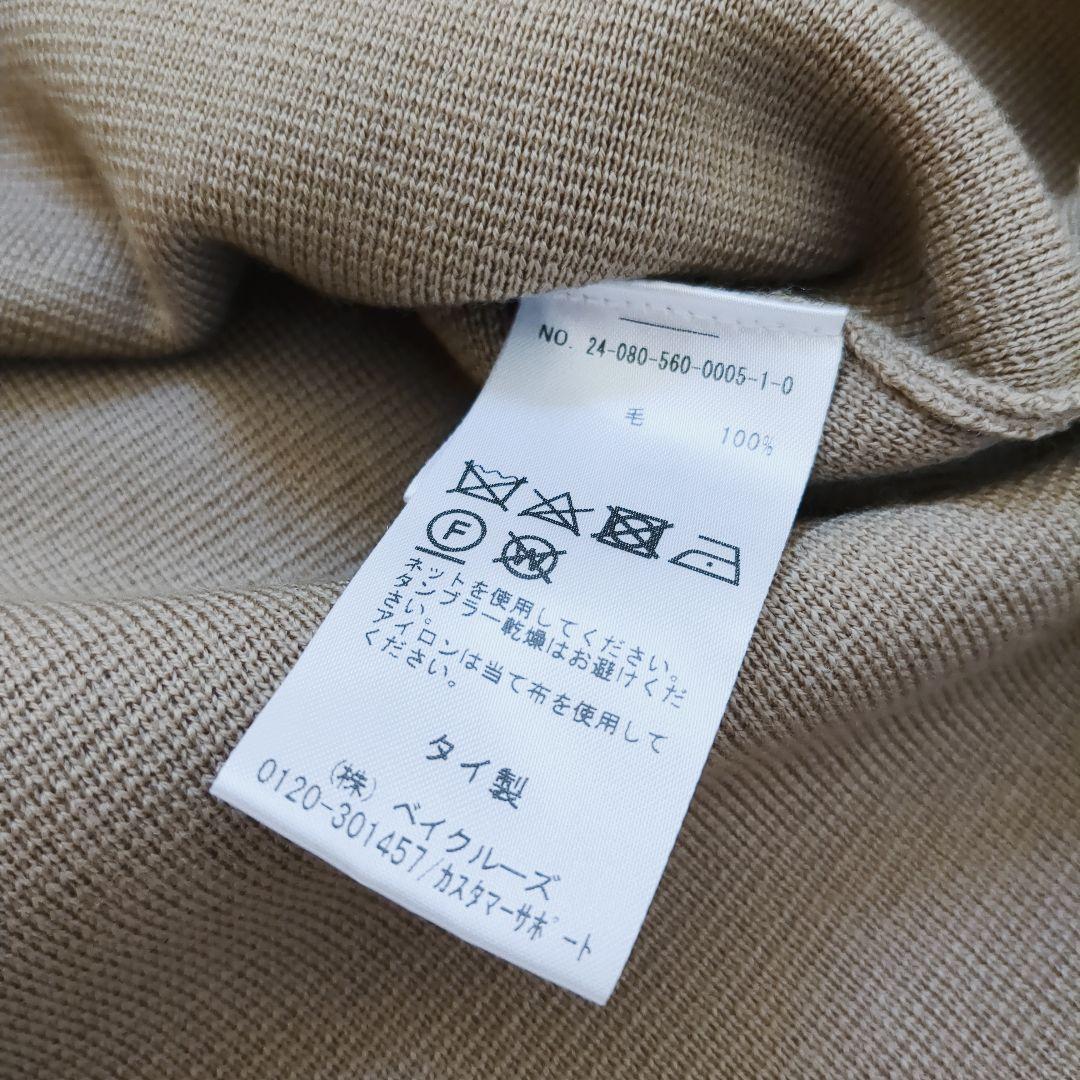 NO. 24-080-560-0005-1-0
毛 100%
F
W
ネットを使用してください。
タンブラー乾燥はお避けくだ
さい。
アイロンは当て布を使用して
ください。
タイ製
(株) ベイクルーズ
0120-301457/カスタマーサポート